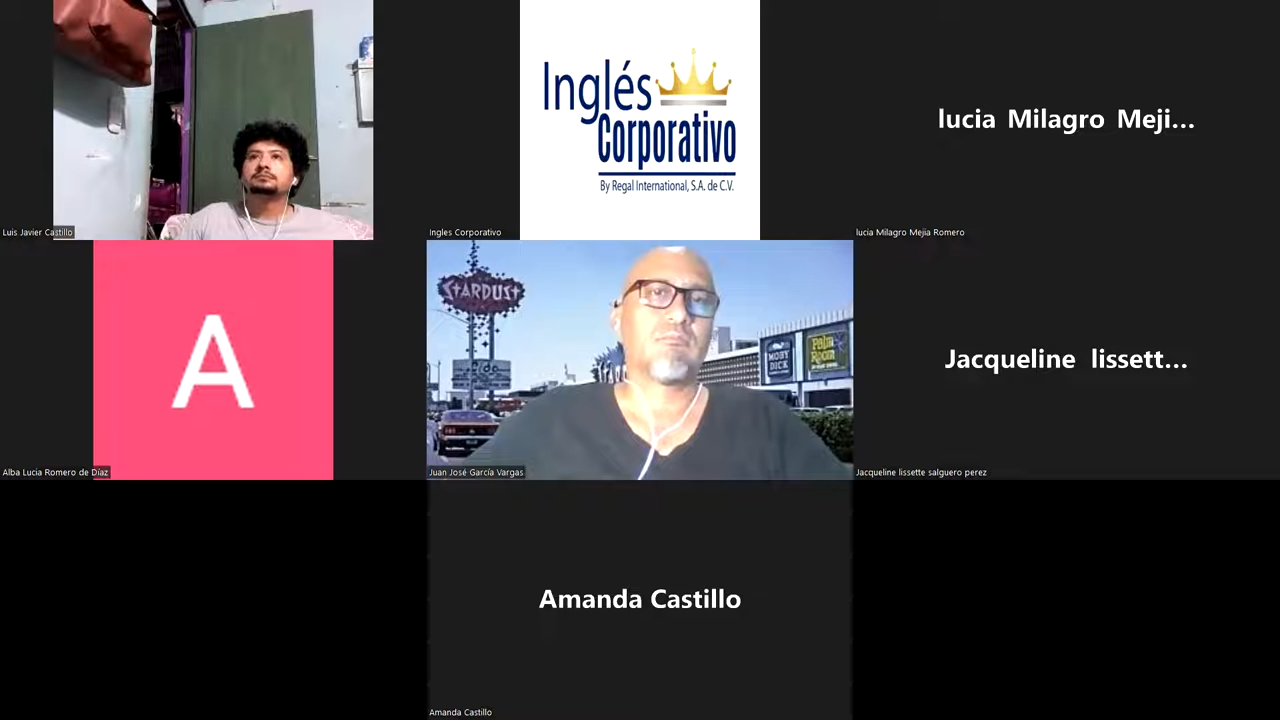 Luis Javier Castillo
Inglés
Corporativo
By Regal International, S.A. de C.V.
Ingles Corporativo
lucia Milagro Meji...
lucia Milagro Mejia Romero
A
Alba Lucia Romero de Díaz
STARDUST
Lido
MOBY
DICK
PALM
ROOM
Juan José García Vargas
Jacqueline lissett...
Jacqueline lissette salguero perez
Amanda Castillo
Amanda Castillo